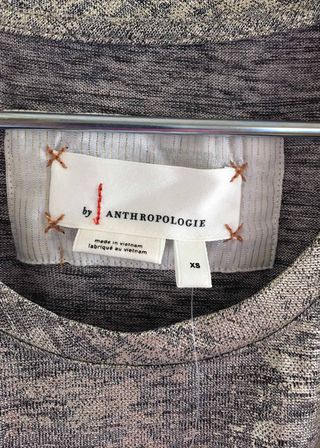 by ANTHROPOLOGIE
made in vietnam
fabriqué au vietnam
XS